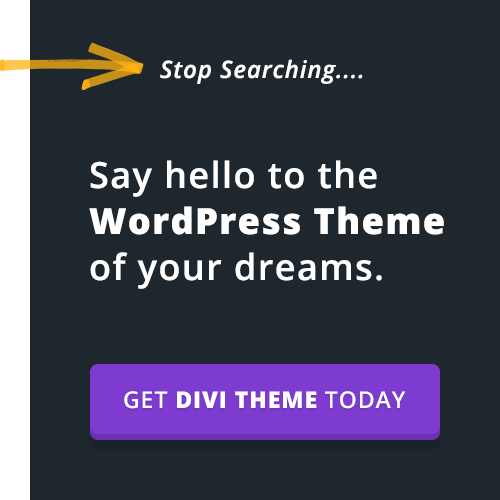 Stop Searching....
Say hello to the
WordPress Theme
of your dreams.
GET DIVI THEME TODAY